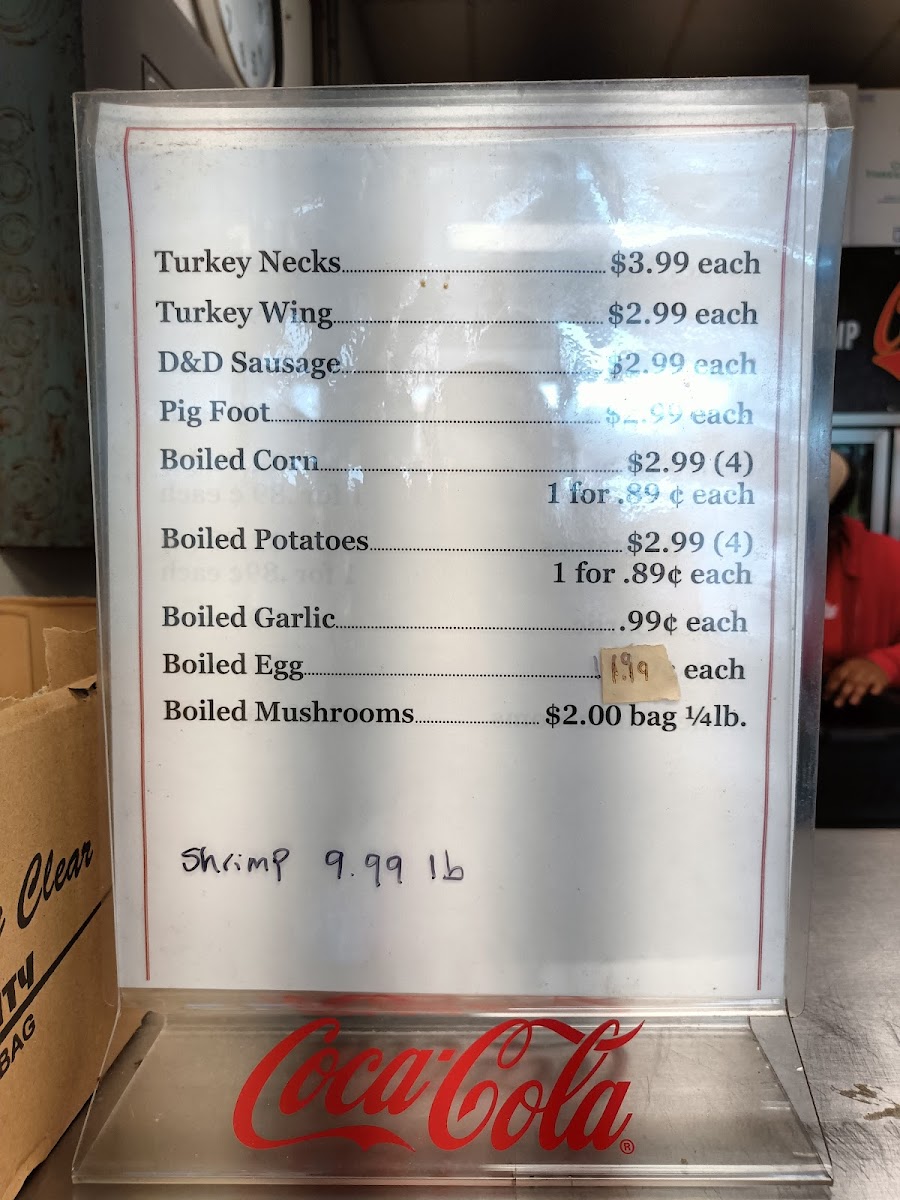 Turkey Necks $3.99 each
Turkey Wing $2.99 each
D&D Sausage $2.99 each
Pig Foot $2.99 each
Boiled Corn $2.99 (4)
1 for .89 ¢ each
Boiled Potatoes $2.99 (4)
1 for .89¢ each
Boiled Garlic .99¢ each
Boiled Egg 1.99 each
Boiled Mushrooms $2.00 bag ¼lb.
Shrimp 9.99 lb
Coca-Cola®
Clear
BAG